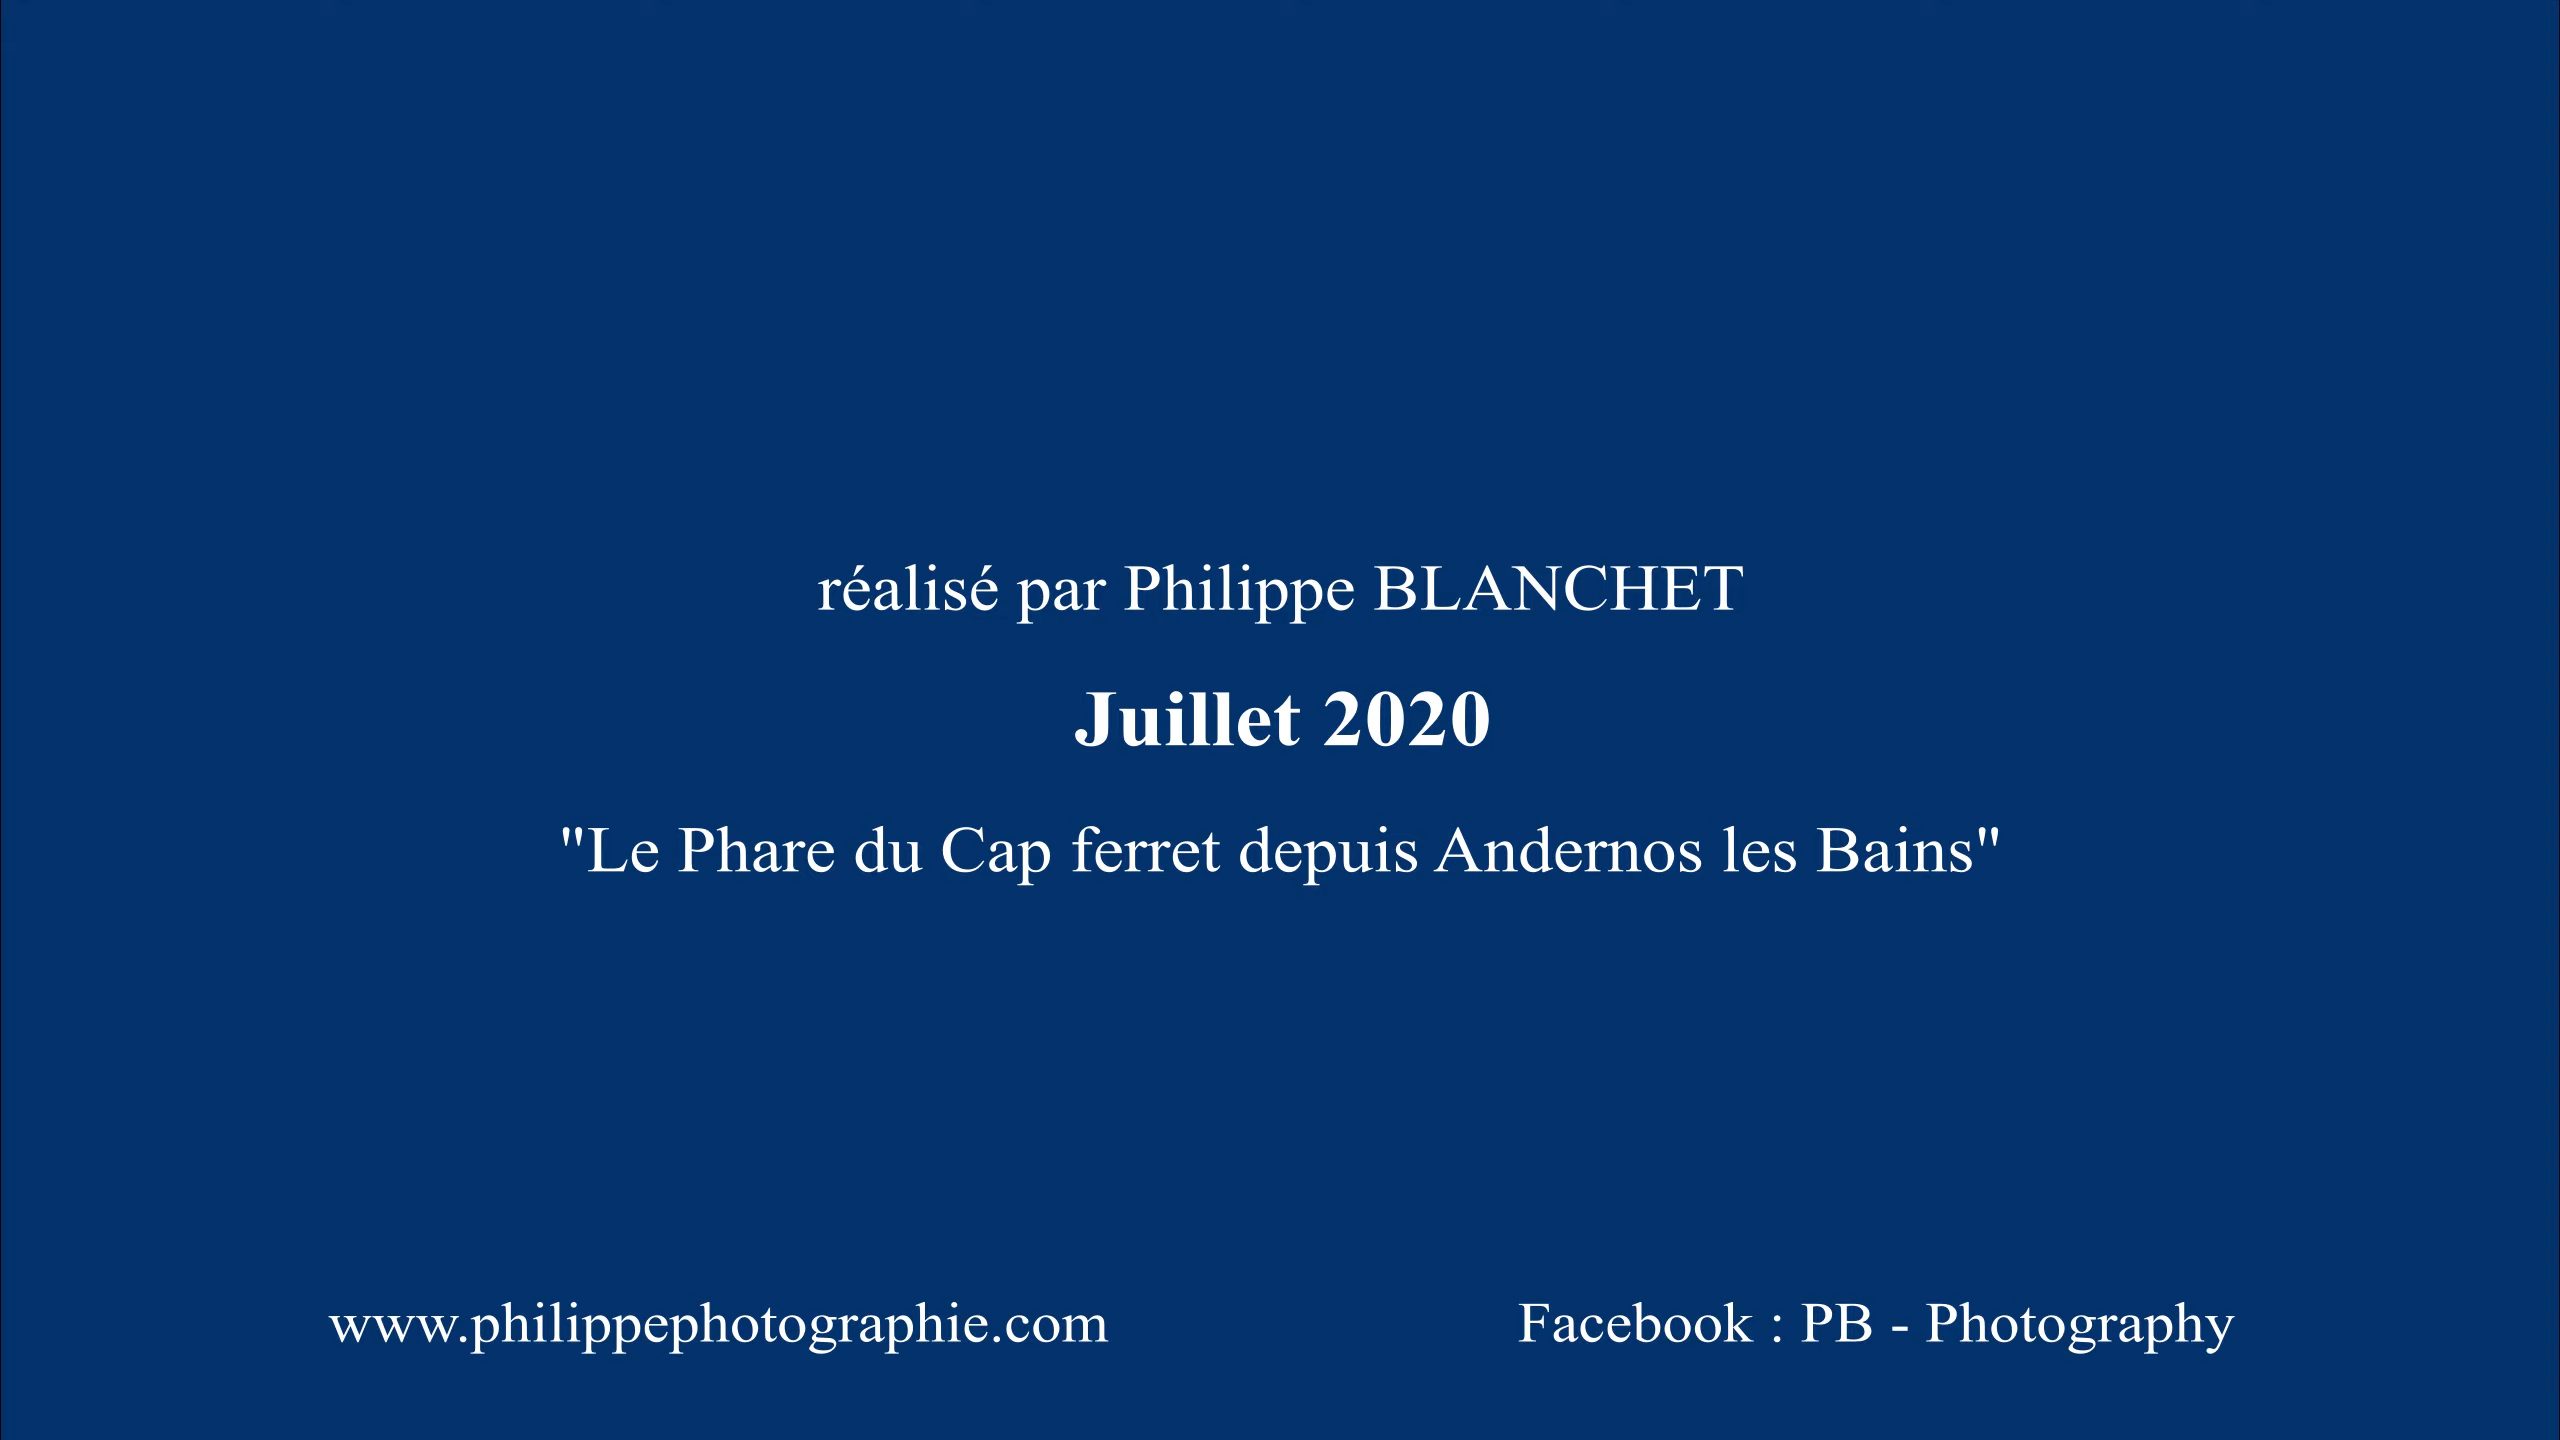 réalisé par Philippe BLANCHET
Juillet 2020
"Le Phare du Cap ferret depuis Andernos les Bains"
www.philippephotographie.com
Facebook : PB - Photography